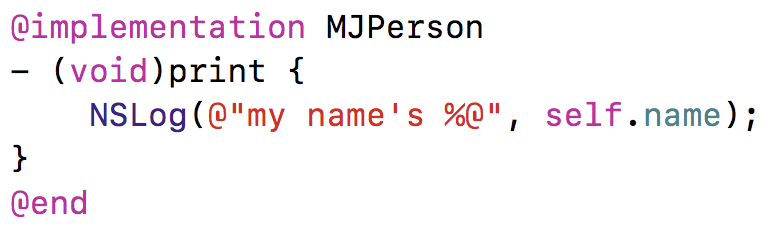 @implementation MJPerson
- (void)print {
    NSLog(@"my name's %@", self.name);
}
@end